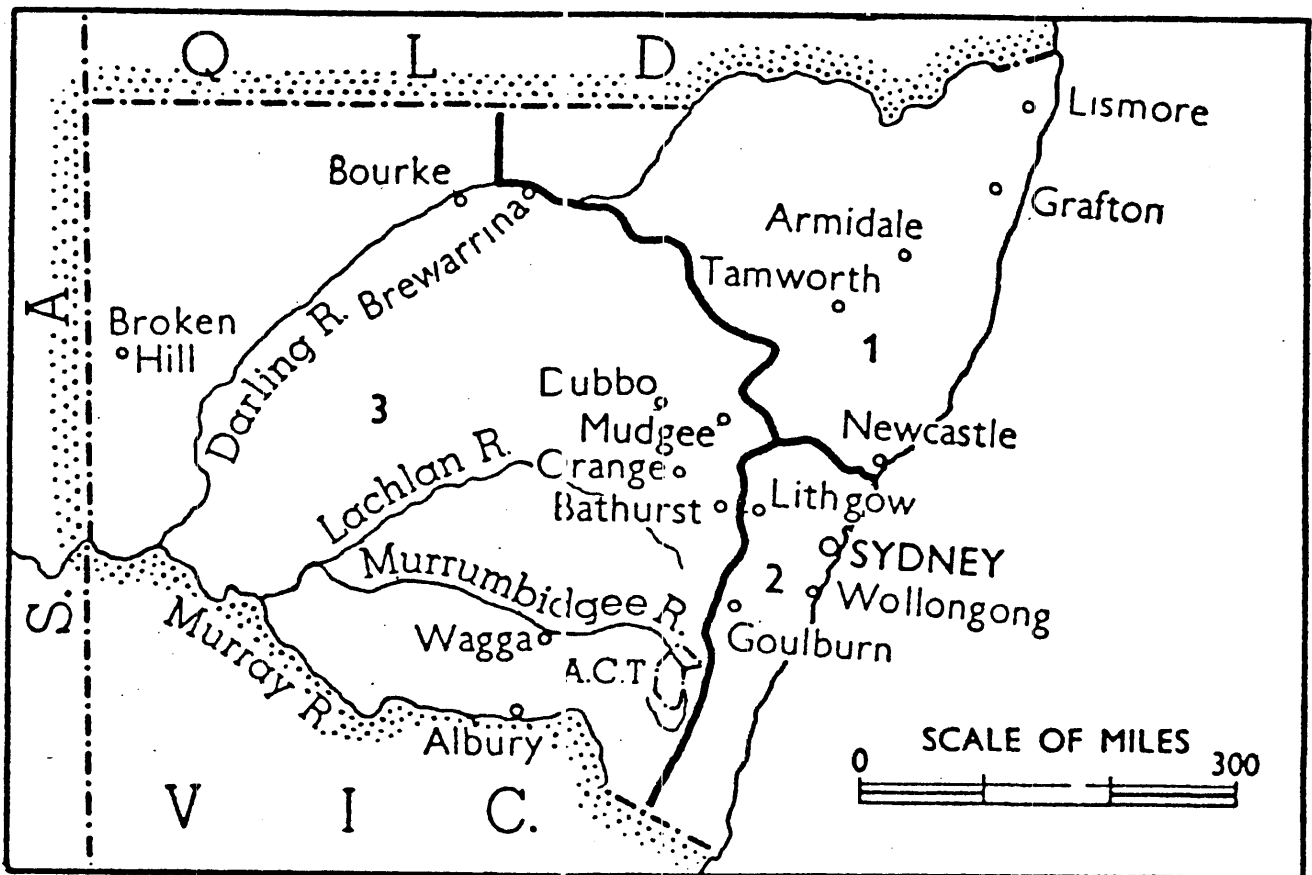 Q L D
Lismore
Bourke
Grafton
Armidale
Brewarrina
Tamworth
S. A
Broken
Hill
Darling R.
1
Dubbo
3
Mudgee
Newcastle
Lachlan R.
Orange
Lithgow
Bathurst
SYDNEY
Murrumbidgee R.
2
Wollongong
Murray R.
Wagga
Goulburn
A.C.T
Albury
SCALE OF MILES
0 300
V I C.